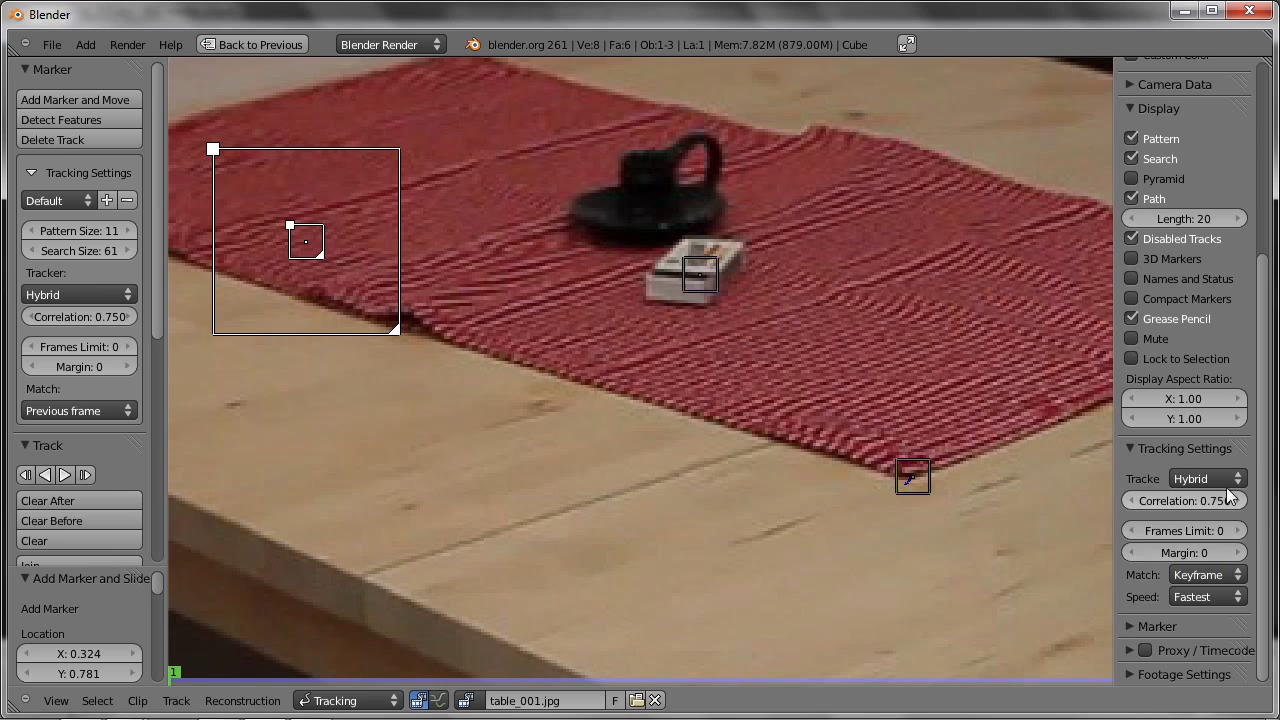 Blender
File Add Render Help Back to Previous Blender Render blender.org 261 | Ve:8 | Fa:6 | Ob:1-3 | La:1 | Mem:7.82M (879.00M) | Cube
Marker
Add Marker and Move
Detect Features
Delete Track
Tracking Settings
Default
Pattern Size: 11
Search Size: 61
Tracker:
Hybrid
Correlation: 0.750
Frames Limit: 0
Margin: 0
Match:
Previous frame
Track
Clear After
Clear Before
Clear
Join
Add Marker and Slide
Add Marker
Location
X: 0.324
Y: 0.781
1
Custom Color
Camera Data
Display
Pattern
Search
Pyramid
Path
Length: 20
Disabled Tracks
3D Markers
Names and Status
Compact Markers
Grease Pencil
Mute
Lock to Selection
Display Aspect Ratio:
X: 1.00
Y: 1.00
Tracking Settings
Tracke Hybrid
Correlation: 0.750
Frames Limit: 0
Margin: 0
Match: Keyframe
Speed: Fastest
Marker
Proxy / Timecode
Footage Settings
View Select Clip Track Reconstruction Tracking table_001.jpg F